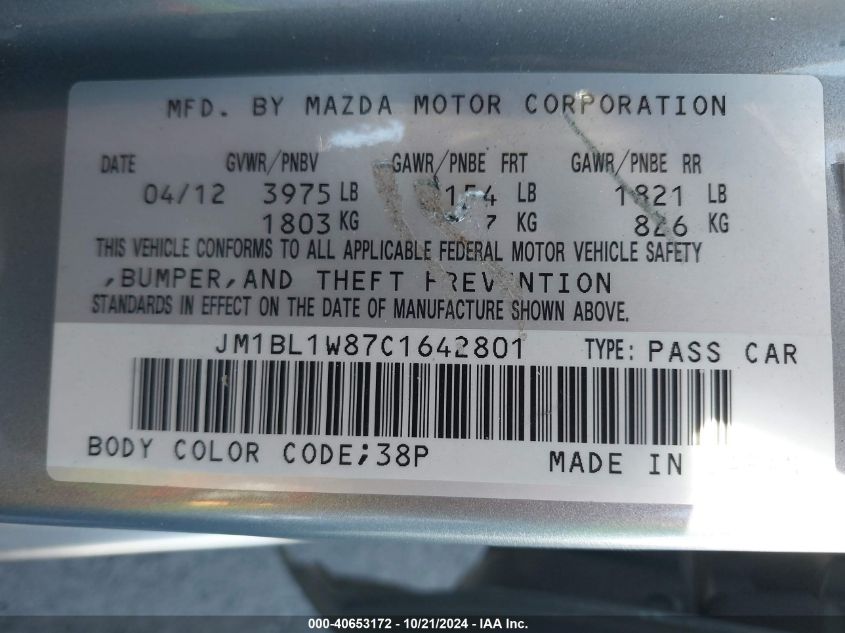 MFD. BY MAZDA MOTOR CORPORATION
DATE GVWR/PNBV GAWR/PNBE FRT GAWR/PNBE RR
04/12 3975 LB LB 1821 LB
1803 KG KG 826 KG
THIS VEHICLE CONFORMS TO ALL APPLICABLE FEDERAL MOTOR VEHICLE SAFETY
,BUMPER,AND THEFT PREVENTION
STANDARDS IN EFFECT ON THE DATE OF MANUFACTURE SHOWN ABOVE.
JM1BL1W87C1642801 TYPE: PASS CAR
BODY COLOR CODE;38P MADE IN
000-40653172 - 10/21/2024 - IAA Inc.